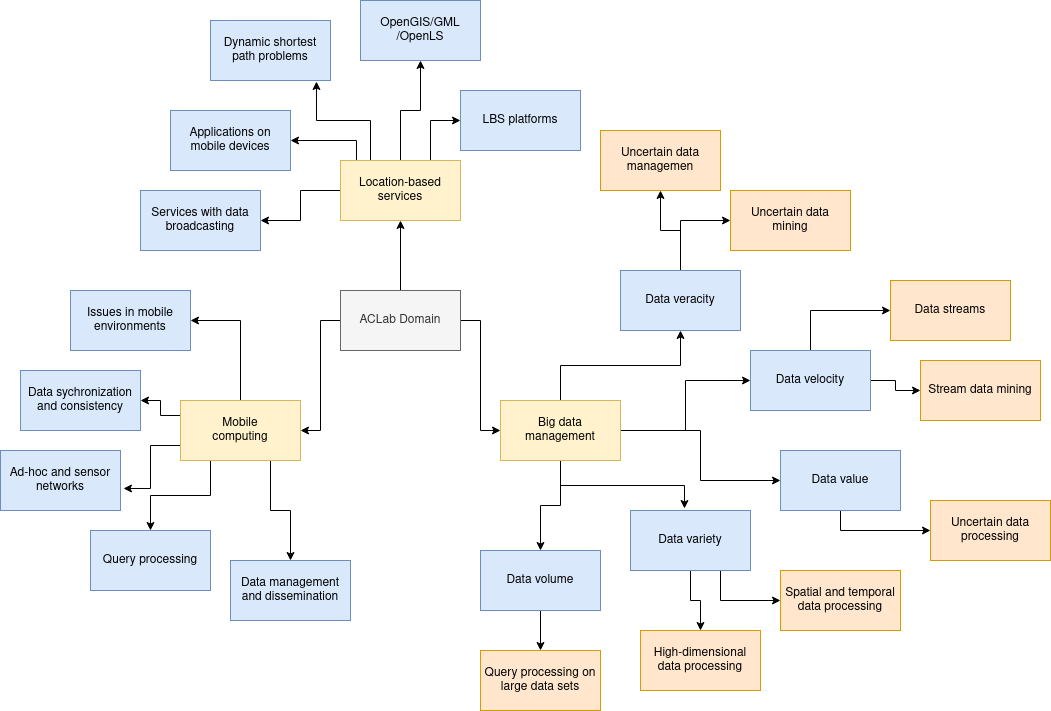 OpenGIS/GML
/OpenLS
Dynamic shortest
path problems
LBS platforms
Applications on
mobile devices
Location-based
services
Services with data
broadcasting
Uncertain data
managemen
Uncertain data
mining
Data veracity
Issues in mobile
environments
ACLab Domain
Data streams
Data velocity
Stream data mining
Data sychronization
and consistency
Mobile
computing
Big data
management
Ad-hoc and sensor
networks
Data value
Uncertain data
processing
Query processing
Data variety
Data management
and dissemination
Data volume
Spatial and temporal
data processing
High-dimensional
data processing
Query processing on
large data sets